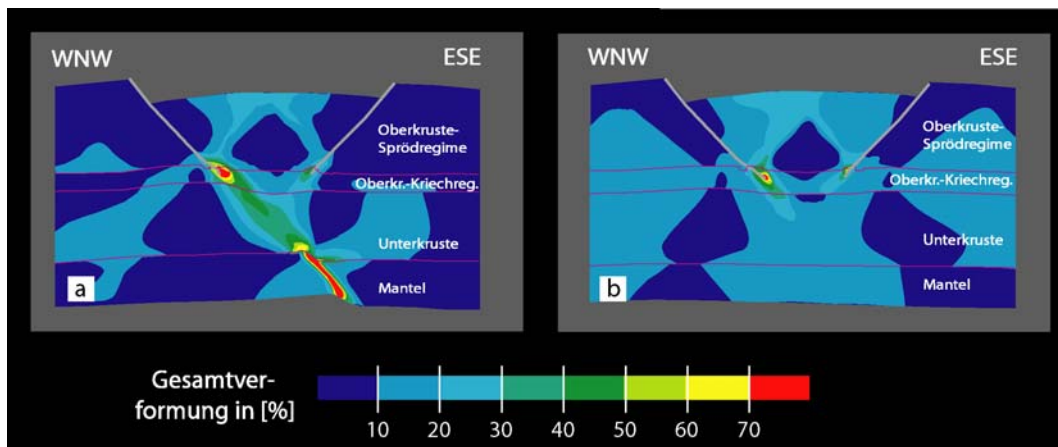 WNW
ESE
Oberkruste-
Sprödregime
Oberkr.-Kriechreg.
Unterkruste
Mantel
a
WNW
ESE
Oberkruste-
Sprödregime
Oberkr.-Kriechreg.
Unterkruste
Mantel
b
Gesamtver-
formung in [%]
10 20 30 40 50 60 70